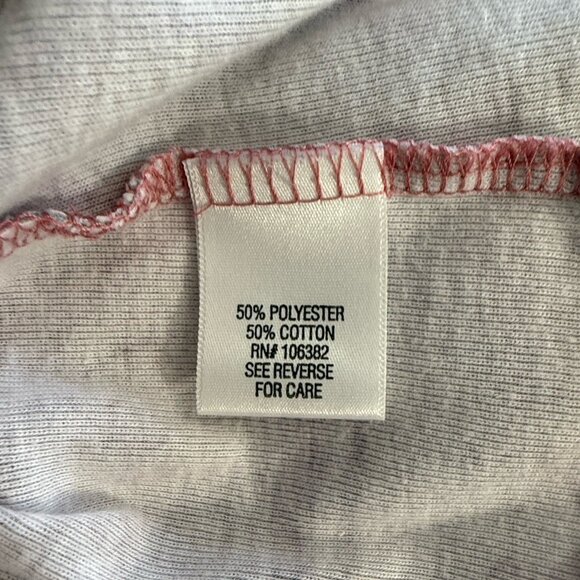 50% POLYESTER
50% COTTON
RN# 106382
SEE REVERSE
FOR CARE